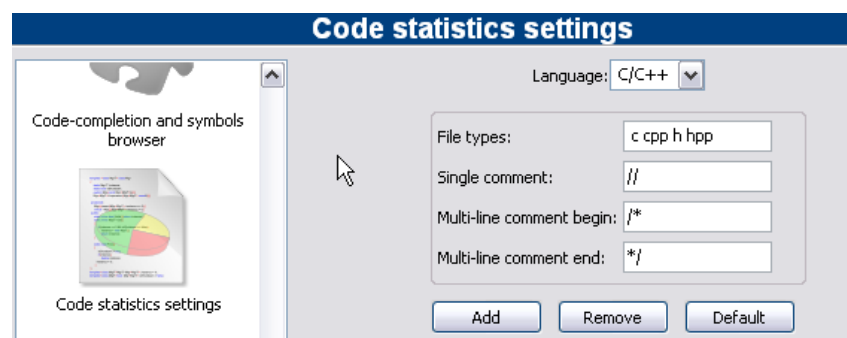 Code statistics settings
Language: C/C++
Code-completion and symbols
browser
File types: c cpp h hpp
Single comment: //
Multi-line comment begin: /*
Multi-line comment end: */
Code statistics settings
Add Remove Default